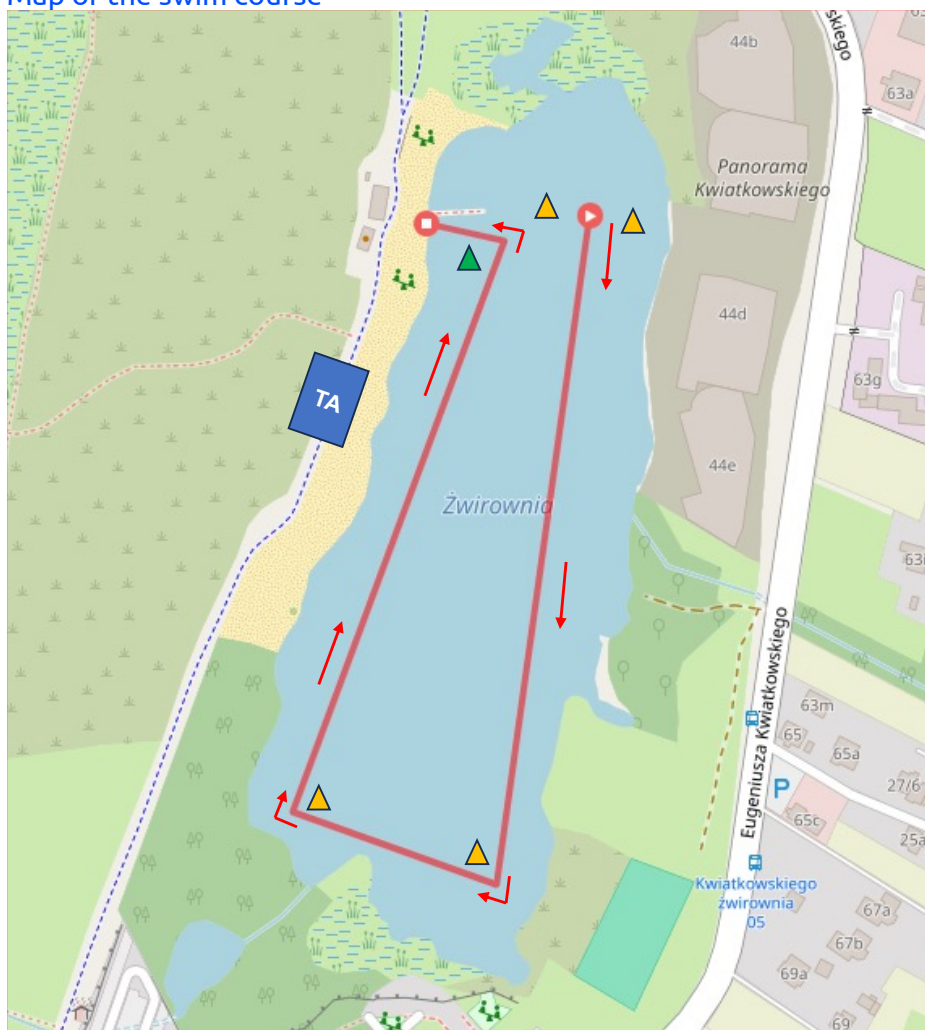 Map of the swim course
44b
skiego
63a
Panorama
Kwiatkowskiego
44d
63g
TA
44e
Żwirownia
Eugeniusza Kwiatkowskiego
63m
65
65a
P
27/6
65c
25a
Kwiatkowskiego
żwirownia
05
67a
67b
69a
69